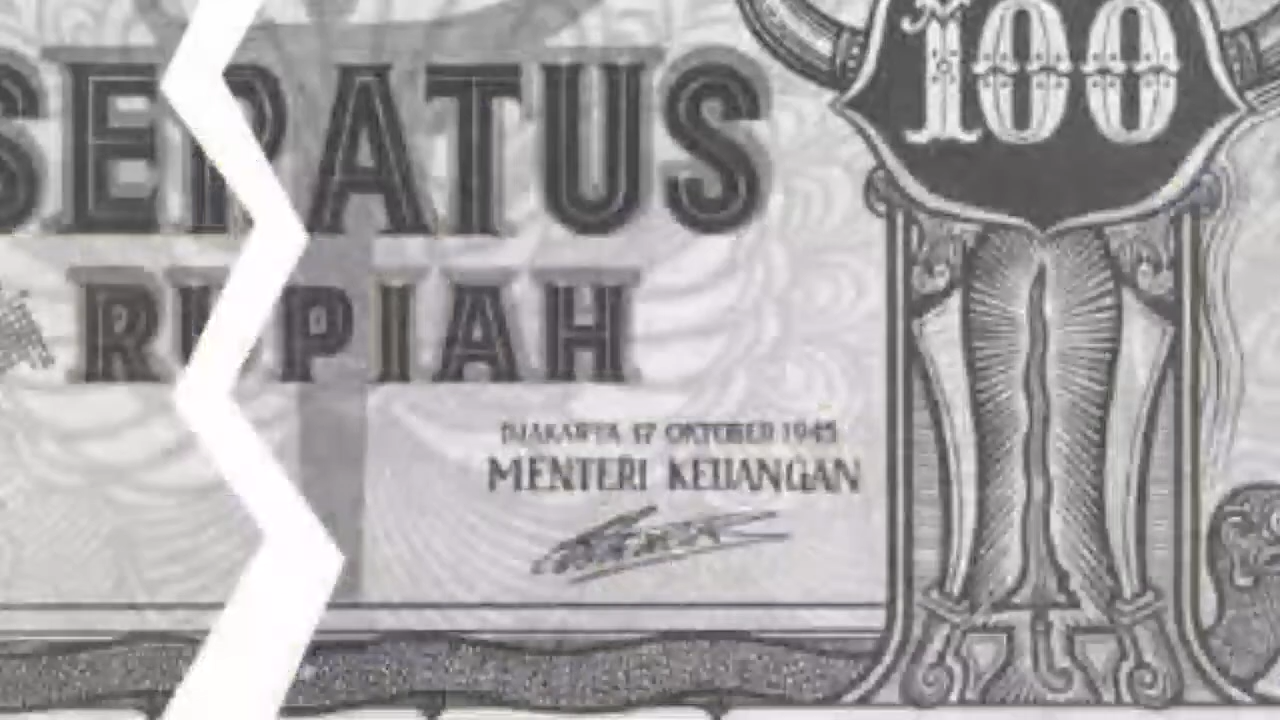 100
SERATUS
RUPIAH
DJAKARTA 17 OKTOBER 1945
MENTERI KEUANGAN